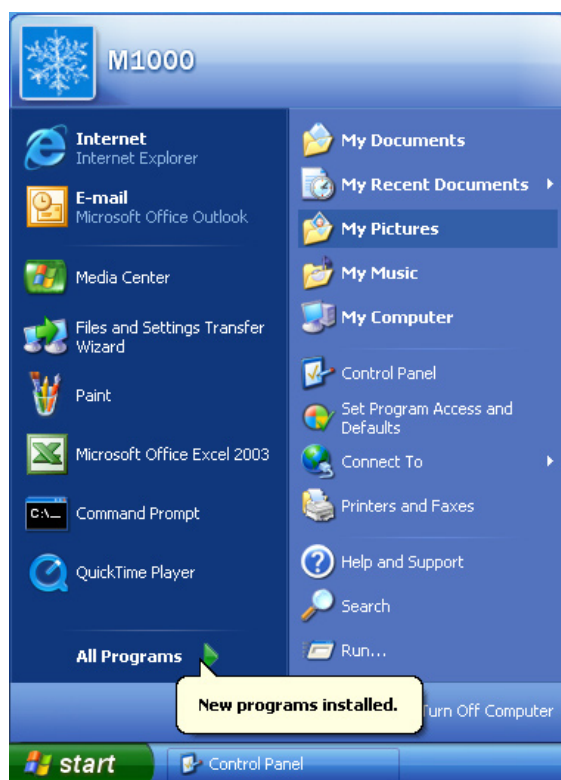 M1000
Internet
Internet Explorer
E-mail
Microsoft Office Outlook
Media Center
Files and Settings Transfer
Wizard
Paint
Microsoft Office Excel 2003
C:\_
Command Prompt
QuickTime Player
All Programs
My Documents
My Recent Documents
My Pictures
My Music
My Computer
Control Panel
Set Program Access and
Defaults
Connect To
Printers and Faxes
Help and Support
Search
Run...
New programs installed.
Turn Off Computer
start
Control Panel